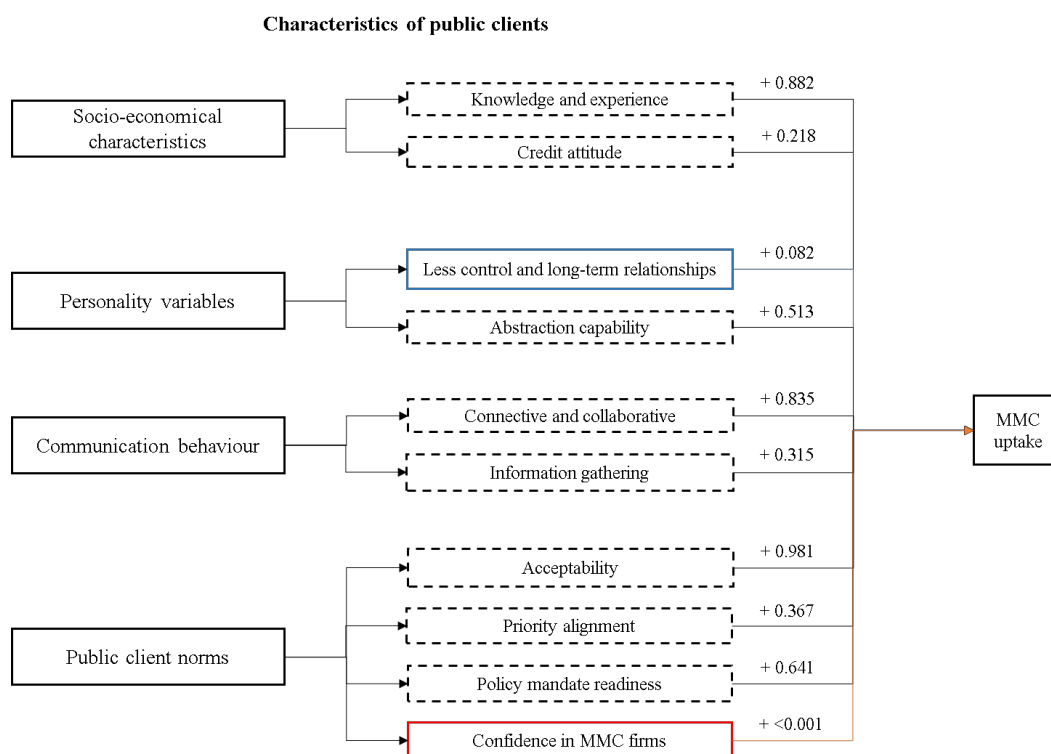 Characteristics of public clients
Socio-economical
characteristics
Knowledge and experience
+ 0.882
Credit attitude
+ 0.218
Personality variables
Less control and long-term relationships
+ 0.082
Abstraction capability
+ 0.513
Communication behaviour
Connective and collaborative
+ 0.835
Information gathering
+ 0.315
MMC
uptake
Public client norms
Acceptability
+ 0.981
Priority alignment
+ 0.367
Policy mandate readiness
+ 0.641
Confidence in MMC firms
+ <0.001